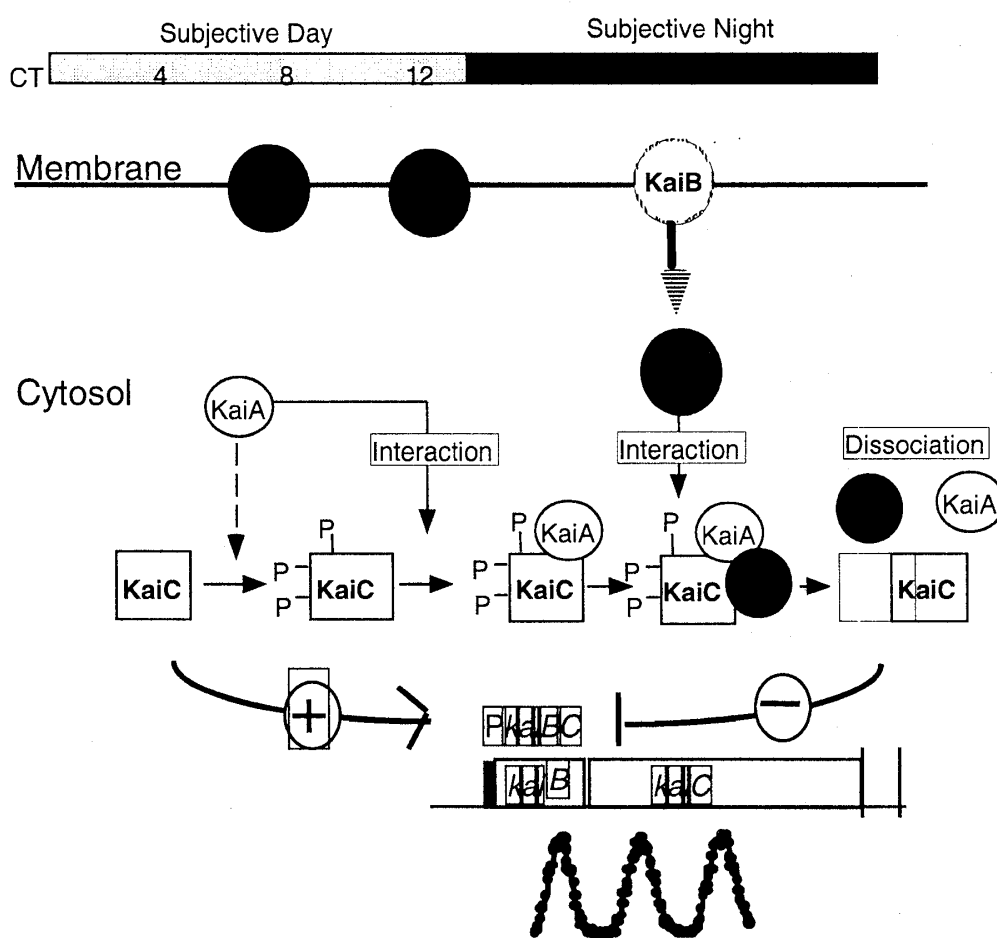 Subjective Day Subjective Night
CT 4 8 12
Membrane
KaiB
Cytosol
KaiA
Interaction Interaction Dissociation
KaiA
P KaiA P KaiA
KaiC P KaiC P KaiC P KaiC KaiC
P P P
+ −
PkaiBC
kaiB kaiC